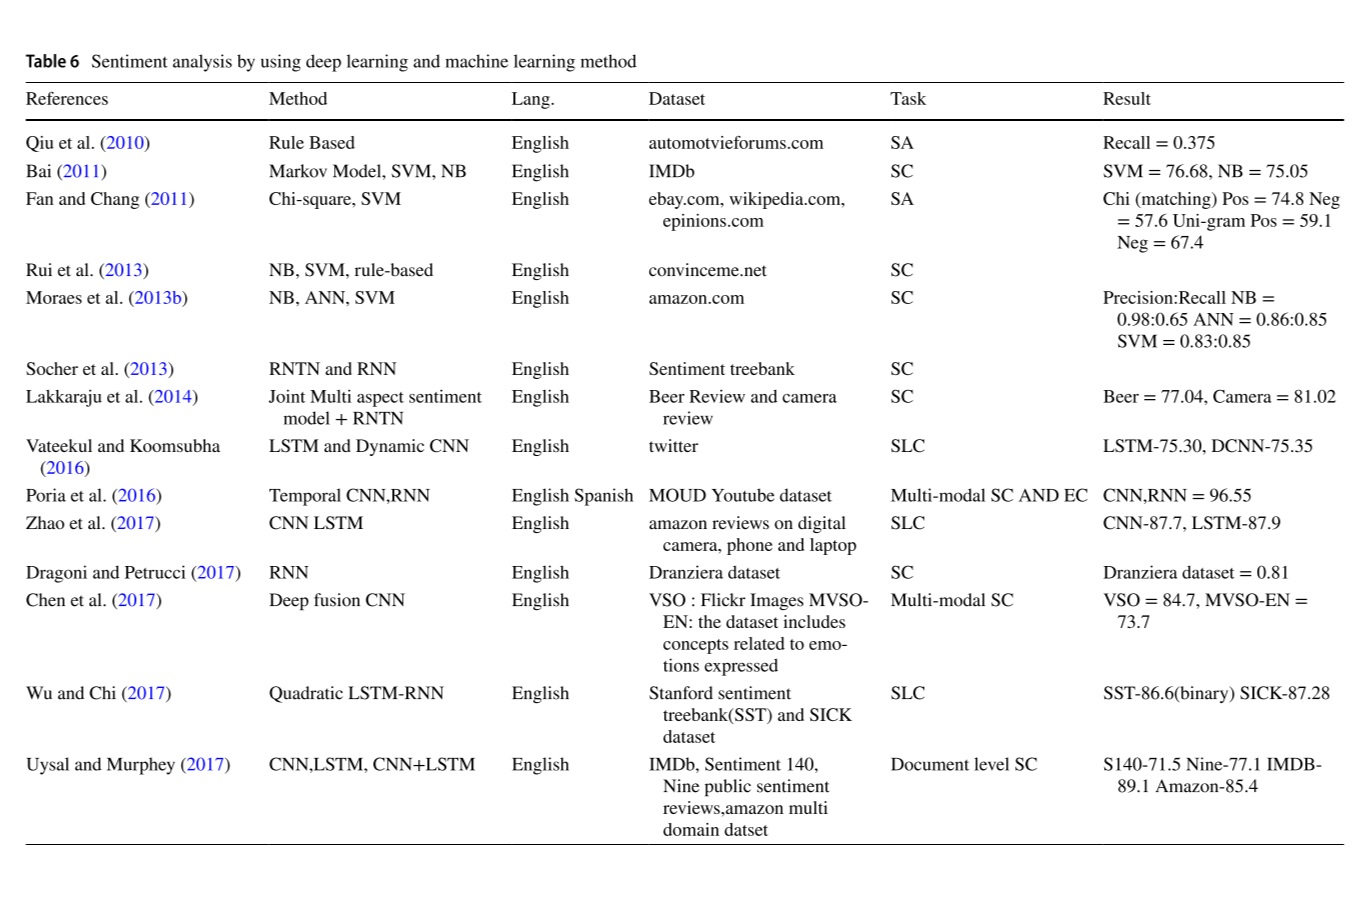 Table 6 Sentiment analysis by using deep learning and machine learning method
References Method Lang. Dataset Task Result
Qiu et al. (2010) Rule Based English automotvieforums.com SA Recall = 0.375
Bai (2011) Markov Model, SVM, NB English IMDb SC SVM = 76.68, NB = 75.05
Fan and Chang (2011) Chi-square, SVM English ebay.com, wikipedia.com, SA Chi (matching) Pos = 74.8 Neg
epinions.com = 57.6 Uni-gram Pos = 59.1
Neg = 67.4
Rui et al. (2013) NB, SVM, rule-based English convinceme.net SC
Moraes et al. (2013b) NB, ANN, SVM English amazon.com SC Precision:Recall NB =
0.98:0.65 ANN = 0.86:0.85
SVM = 0.83:0.85
Socher et al. (2013) RNTN and RNN English Sentiment treebank SC
Lakkaraju et al. (2014) Joint Multi aspect sentiment English Beer Review and camera SC Beer = 77.04, Camera = 81.02
model + RNTN review
Vateekul and Koomsubha LSTM and Dynamic CNN English twitter SLC LSTM-75.30, DCNN-75.35
(2016)
Poria et al. (2016) Temporal CNN,RNN English Spanish MOUD Youtube dataset Multi-modal SC AND EC CNN,RNN = 96.55
Zhao et al. (2017) CNN LSTM English amazon reviews on digital SLC CNN-87.7, LSTM-87.9
camera, phone and laptop
Dragoni and Petrucci (2017) RNN English Dranziera dataset SC Dranziera dataset = 0.81
Chen et al. (2017) Deep fusion CNN English VSO : Flickr Images MVSO- Multi-modal SC VSO = 84.7, MVSO-EN =
EN: the dataset includes 73.7
concepts related to emo-
tions expressed
Wu and Chi (2017) Quadratic LSTM-RNN English Stanford sentiment SLC SST-86.6(binary) SICK-87.28
treebank(SST) and SICK
dataset
Uysal and Murphey (2017) CNN,LSTM, CNN+LSTM English IMDb, Sentiment 140, Document level SC S140-71.5 Nine-77.1 IMDB-
Nine public sentiment 89.1 Amazon-85.4
reviews,amazon multi
domain datset